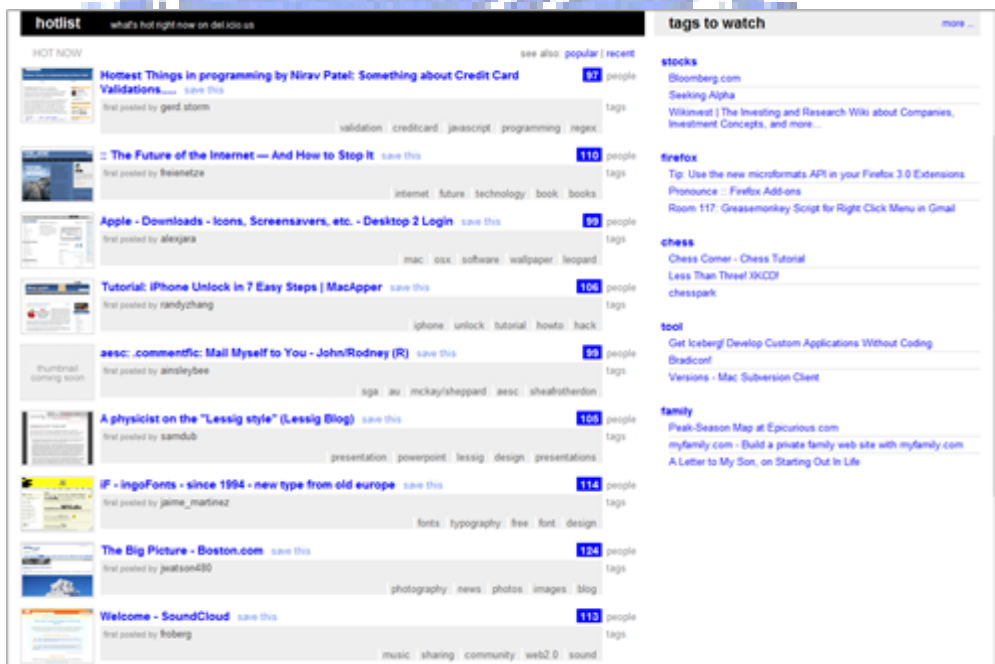 hotlist what's hot right now on del.icio.us
HOT NOW see also: popular | recent
Hottest Things in programming by Nirav Patel: Something about Credit Card 97 people
Validations..... save this
first posted by gerd.storm tags
validation creditcard javascript programming regex
:: The Future of the Internet — And How to Stop It save this 110 people
first posted by freienetze tags
internet future technology book books
Apple - Downloads - Icons, Screensavers, etc. - Desktop 2 Login save this 99 people
first posted by alexjara tags
mac osx software wallpaper leopard
Tutorial: iPhone Unlock in 7 Easy Steps | MacApper save this 106 people
first posted by randyzhang tags
iphone unlock tutorial howto hack
thumbnail
coming soon
aesc: .commentfic: Mail Myself to You - John/Rodney (R) save this 99 people
first posted by ainsleybee tags
sga au mckay/sheppard aesc sheafrotherdon
A physicist on the "Lessig style" (Lessig Blog) save this 105 people
first posted by samdub tags
presentation powerpoint lessig design presentations
iF - ingoFonts - since 1994 - new type from old europe save this 114 people
first posted by jaime_martinez tags
fonts typography free font design
The Big Picture - Boston.com save this 124 people
first posted by jwatson480 tags
photography news photos images blog
Welcome - SoundCloud save this 113 people
first posted by froberg tags
music sharing community web2.0 sound
tags to watch more ...
stocks
Bloomberg.com
Seeking Alpha
Wikinvest | The Investing and Research Wiki about Companies,
Investment Concepts, and more...
firefox
Tip: Use the new microformats API in your Firefox 3.0 Extensions
Pronounce :: Firefox Add-ons
Room 117: Greasemonkey Script for Right Click Menu in Gmail
chess
Chess Corner - Chess Tutorial
Less Than Three! XKCD!
chesspark
tool
Get Iceberg! Develop Custom Applications Without Coding
Bradicon!
Versions - Mac Subversion Client
family
Peak-Season Map at Epicurious.com
myfamily.com - Build a private family web site with myfamily.com
A Letter to My Son, on Starting Out In Life